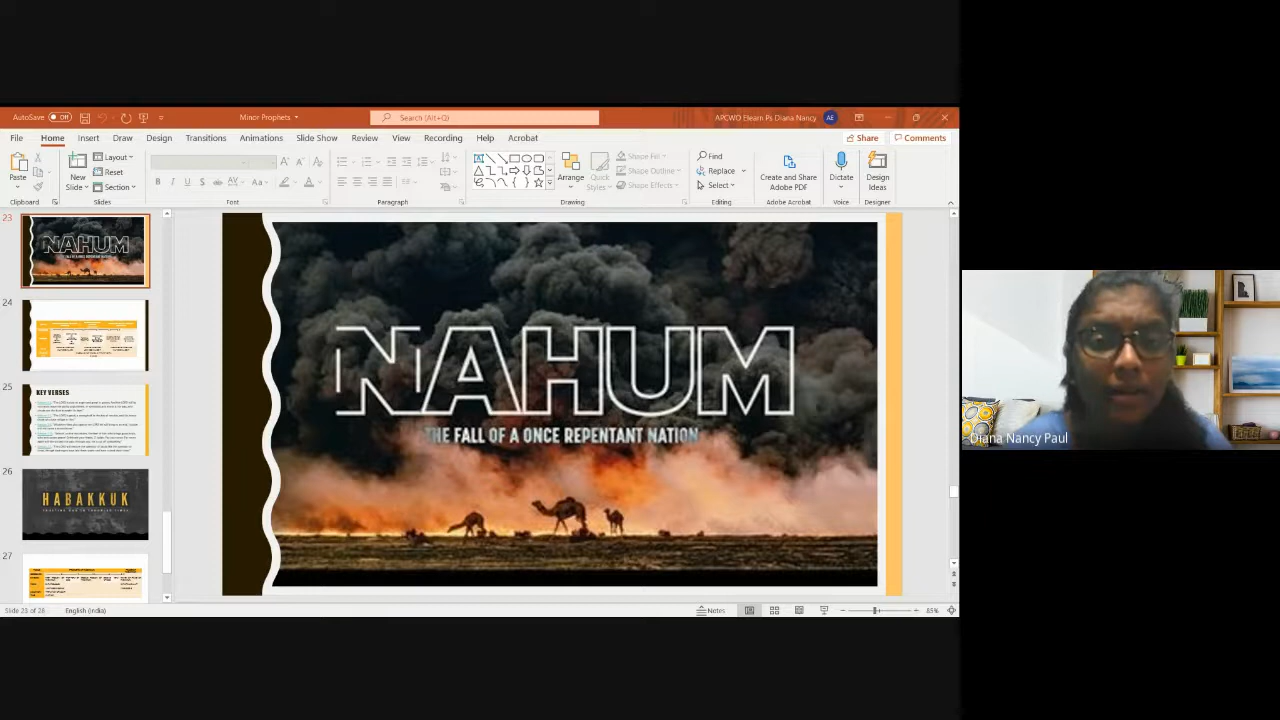 AutoSave Off
Minor Prophets
Search (Alt+Q)
APCWO Elearn Ps Diana Nancy
AE
File Home Insert Draw Design Transitions Animations Slide Show Review View Recording Help Acrobat
Share
Comments
Paste
New
Slide
Layout
Reset
Section
Arrange
Quick
Styles
Shape Fill
Shape Outline
Shape Effects
Find
Replace
Select
Create and Share
Adobe PDF
Dictate
Design
Ideas
Clipboard
Slides
Font
Paragraph
Drawing
Editing
Adobe Acrobat
Voice
Designer
23
NAHUM
24
25
KEY VERSES
26
HABAKKUK
27
NAHUM
THE FALL OF A ONCE REPENTANT NATION
Diana Nancy Paul
Slide 23 of 28
English (India)
Notes
83%